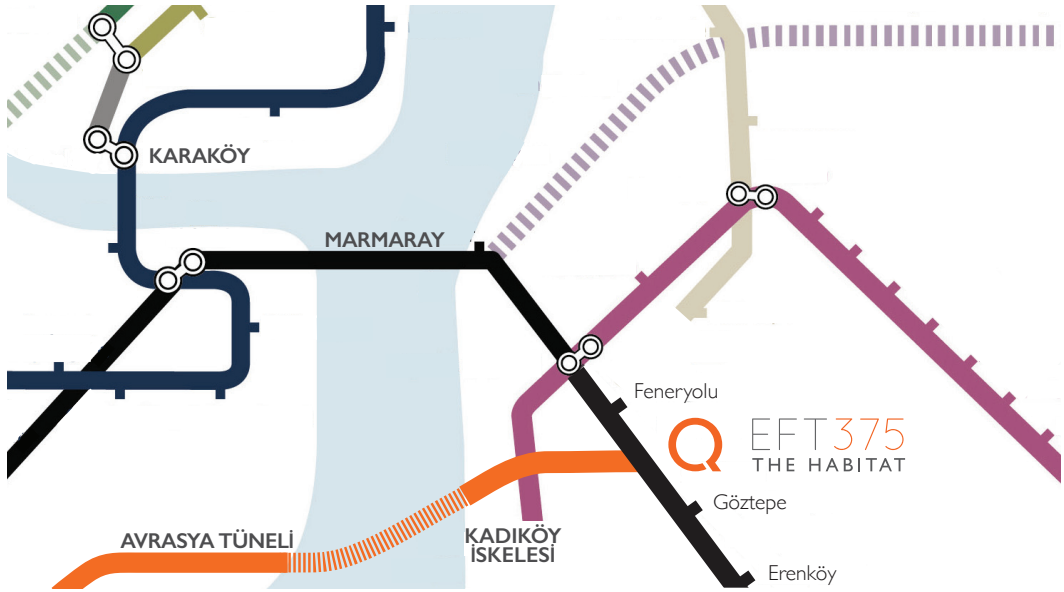 KARAKÖY
MARMARAY
Feneryolu
EFT375
THE HABITAT
Göztepe
AVRASYA TÜNELİ
KADIKÖY
İSKELESİ
Erenköy